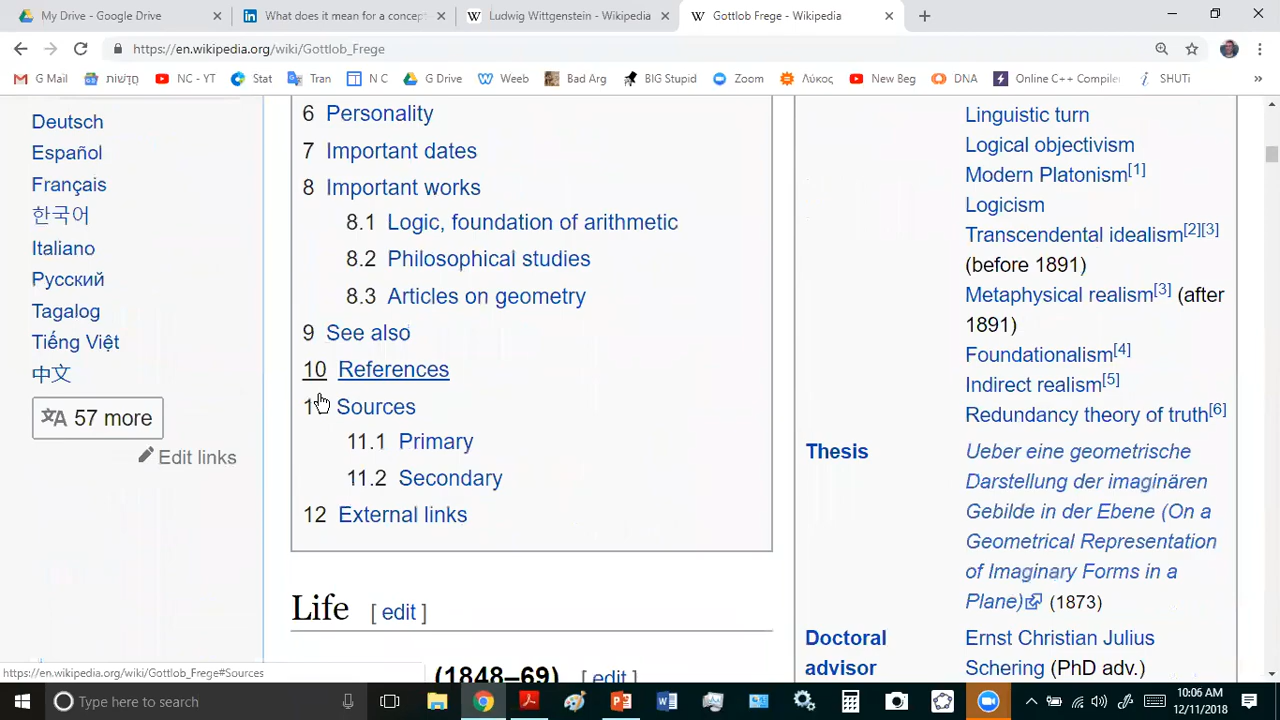 My Drive - Google Drive
What does it mean for a concept
Ludwig Wittgenstein - Wikipedia
Gottlob Frege - Wikipedia
https://en.wikipedia.org/wiki/Gottlob_Frege
G Mail
חֲדָשׁוֹת
NC - YT
Stat
Tran
N C
G Drive
Weeb
Bad Arg
BIG Stupid
Zoom
Λύκος
New Beg
DNA
Online C++ Compiler
SHUTi
Deutsch
Español
Français
한국어
Italiano
Русский
Tagalog
Tiếng Việt
中文
57 more
Edit links
6 Personality
7 Important dates
8 Important works
8.1 Logic, foundation of arithmetic
8.2 Philosophical studies
8.3 Articles on geometry
9 See also
10 References
Sources
11.1 Primary
11.2 Secondary
12 External links
Life [ edit ]
(1848–69) [ edit ]
Linguistic turn
Logical objectivism
Modern Platonism[1]
Logicism
Transcendental idealism[2][3]
(before 1891)
Metaphysical realism[3] (after
1891)
Foundationalism[4]
Indirect realism[5]
Redundancy theory of truth[6]
Thesis Ueber eine geometrische
Darstellung der imaginären
Gebilde in der Ebene (On a
Geometrical Representation
of Imaginary Forms in a
Plane) (1873)
Doctoral Ernst Christian Julius
advisor Schering (PhD adv.)
https://en.wikipedia.org/wiki/Gottlob_Frege#Sources
Type here to search
10:06 AM
12/11/2018